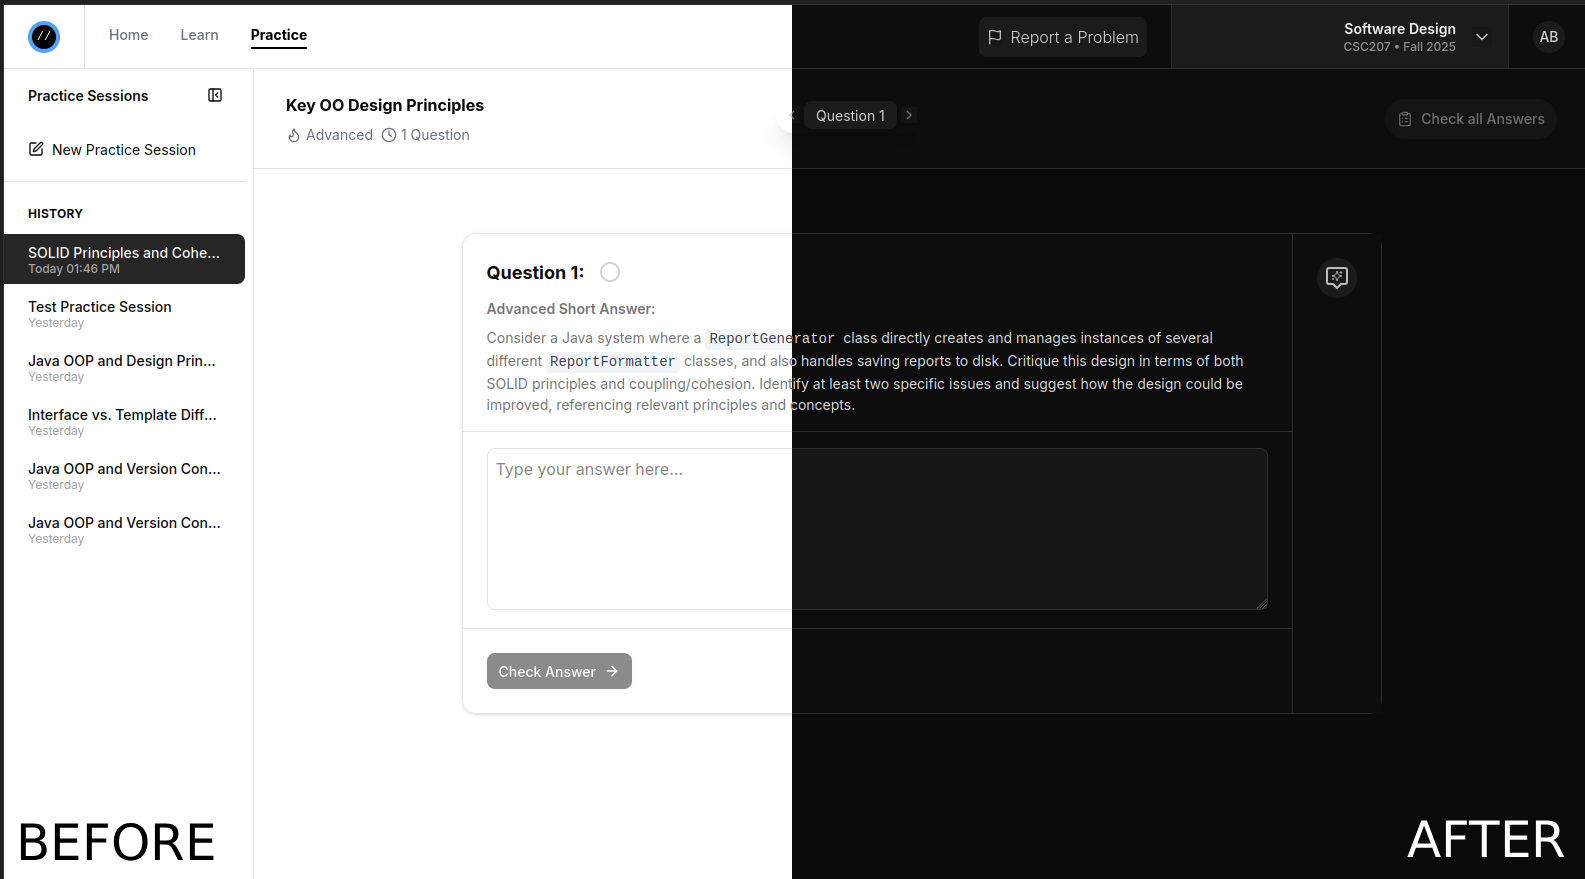 //
Home
Learn
Practice
Report a Problem
Software Design
CSC207 • Fall 2025
AB
Practice Sessions
New Practice Session
HISTORY
SOLID Principles and Cohe...
Today 01:46 PM
Test Practice Session
Yesterday
Java OOP and Design Prin...
Yesterday
Interface vs. Template Diff...
Yesterday
Java OOP and Version Con...
Yesterday
Java OOP and Version Con...
Yesterday
Key OO Design Principles
Advanced
1 Question
Question 1
Check all Answers
Question 1:
Advanced Short Answer:
Consider a Java system where a ReportGenerator class directly creates and manages instances of several
different ReportFormatter classes, and also handles saving reports to disk. Critique this design in terms of both
SOLID principles and coupling/cohesion. Identify at least two specific issues and suggest how the design could be
improved, referencing relevant principles and concepts.
Type your answer here...
Check Answer
BEFORE
AFTER